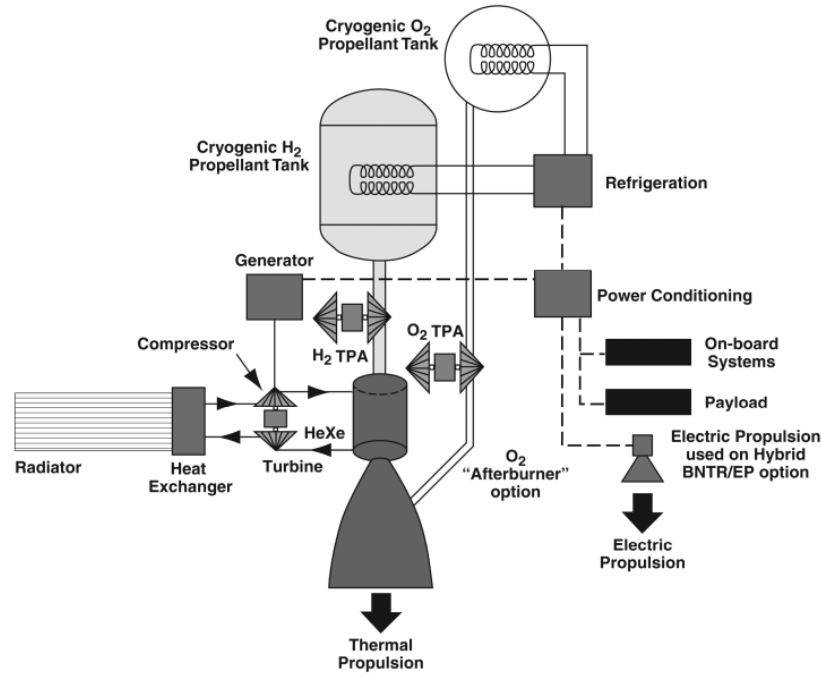 Cryogenic O2
Propellant Tank
Cryogenic H2
Propellant Tank
Refrigeration
Generator
Power Conditioning
H2 TPA
O2 TPA
Compressor
On-board
Systems
Payload
HeXe
Radiator
Heat
Exchanger
Turbine
O2
“Afterburner”
option
Electric Propulsion
used on Hybrid
BNTR/EP option
Electric
Propulsion
Thermal
Propulsion